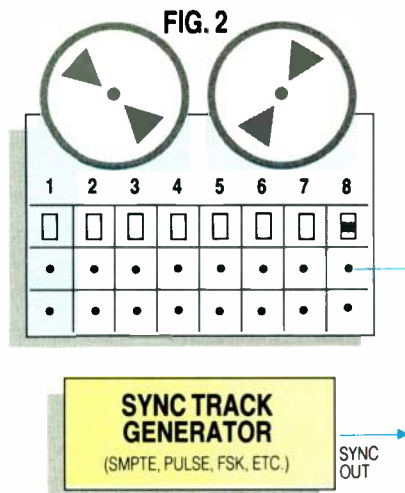 FIG. 2
1 2 3 4 5 6 7 8
SYNC TRACK
GENERATOR
(SMPTE, PULSE, FSK, ETC.)
SYNC
OUT